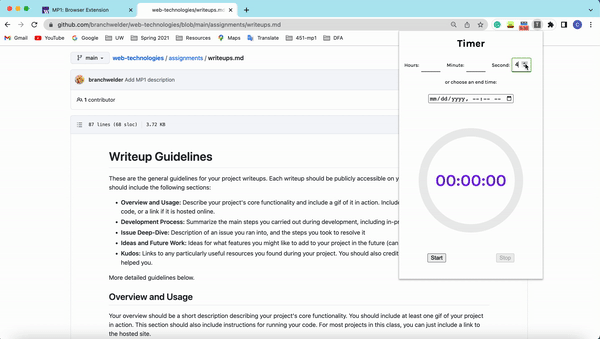 MP1: Browser Extension
web-technologies/writeups.md
github.com/branchwelder/web-technologies/blob/main/assignments/writeups.md
Gmail
YouTube
Maps
UW
Spring 2021
Resources
Translate
451-mp1
DFA
main
web-technologies / assignments / writeups.md
branchwelder Add MP1 description
1 contributor
87 lines (68 sloc)
3.72 KB
Writeup Guidelines
These are the general guidelines for your project writeups. Each writeup should be publicly accessible on y
should include the following sections:
Overview and Usage: Describe your project's core functionality and include a gif of it in action. Include
code, or a link if it is hosted online.
Development Process: Summarize the main steps you carried out during development, including in-pr
Issue Deep-Dive: Description of an issue you ran into, and the steps you took to resolve it
Ideas and Future Work: Ideas for what features you might like to add to your project in the future (can
Kudos: Links to any particularly useful resources you found during your project. You should also credit
helped you.
More detailed guidelines below.
Overview and Usage
Your overview should be a short description describing your project's core functionality. You should include at least one gif of your project
in action. This section should also include instructions for running your code. For most projects in this class, you can just include a link to
the hosted site.
Timer
Hours:
Minute:
Second: 4
or choose an end time:
mm/dd/yyyy, --:-- --
00:00:00
Start
Stop